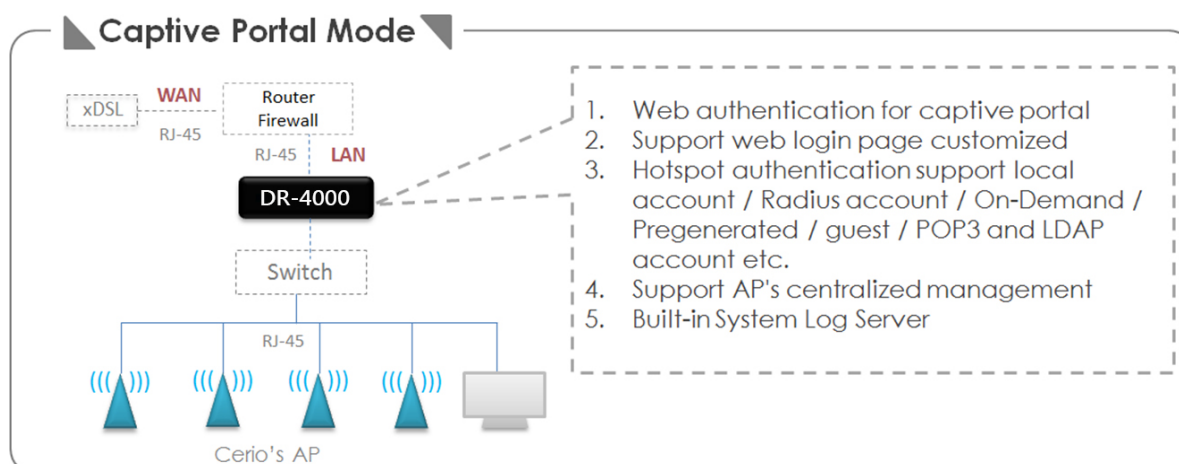 Captive Portal Mode
xDSL
WAN
RJ-45
Router
Firewall
RJ-45
LAN
DR-4000
Switch
RJ-45
Cerio's AP
1. Web authentication for captive portal
2. Support web login page customized
3. Hotspot authentication support local
account / Radius account / On-Demand /
Pregenerated / guest / POP3 and LDAP
account etc.
4. Support AP's centralized management
5. Built-in System Log Server